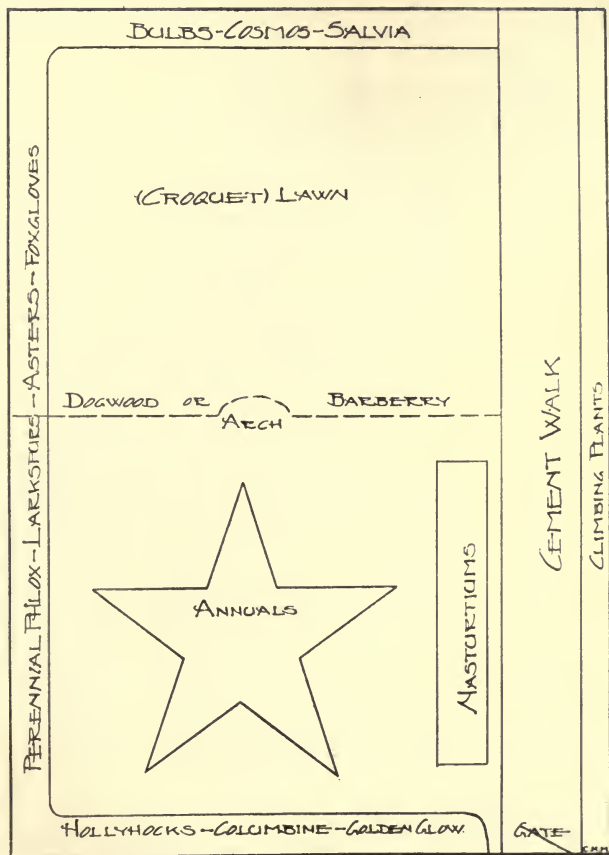 BULBS-COSMOS-SALVIA
(CROQUET) LAWN
PERENNIAL PHLOX-LARKSPURS-ASTERS-FOXGLOVES
DOGWOOD OR BARBERRY
ARCH
ANNUALS
MASTURTIUMS
CEMENT WALK
CLIMBING PLANTS
HOLLYHOCKS-COLUMBINE-GOLDEN GLOW
GATE